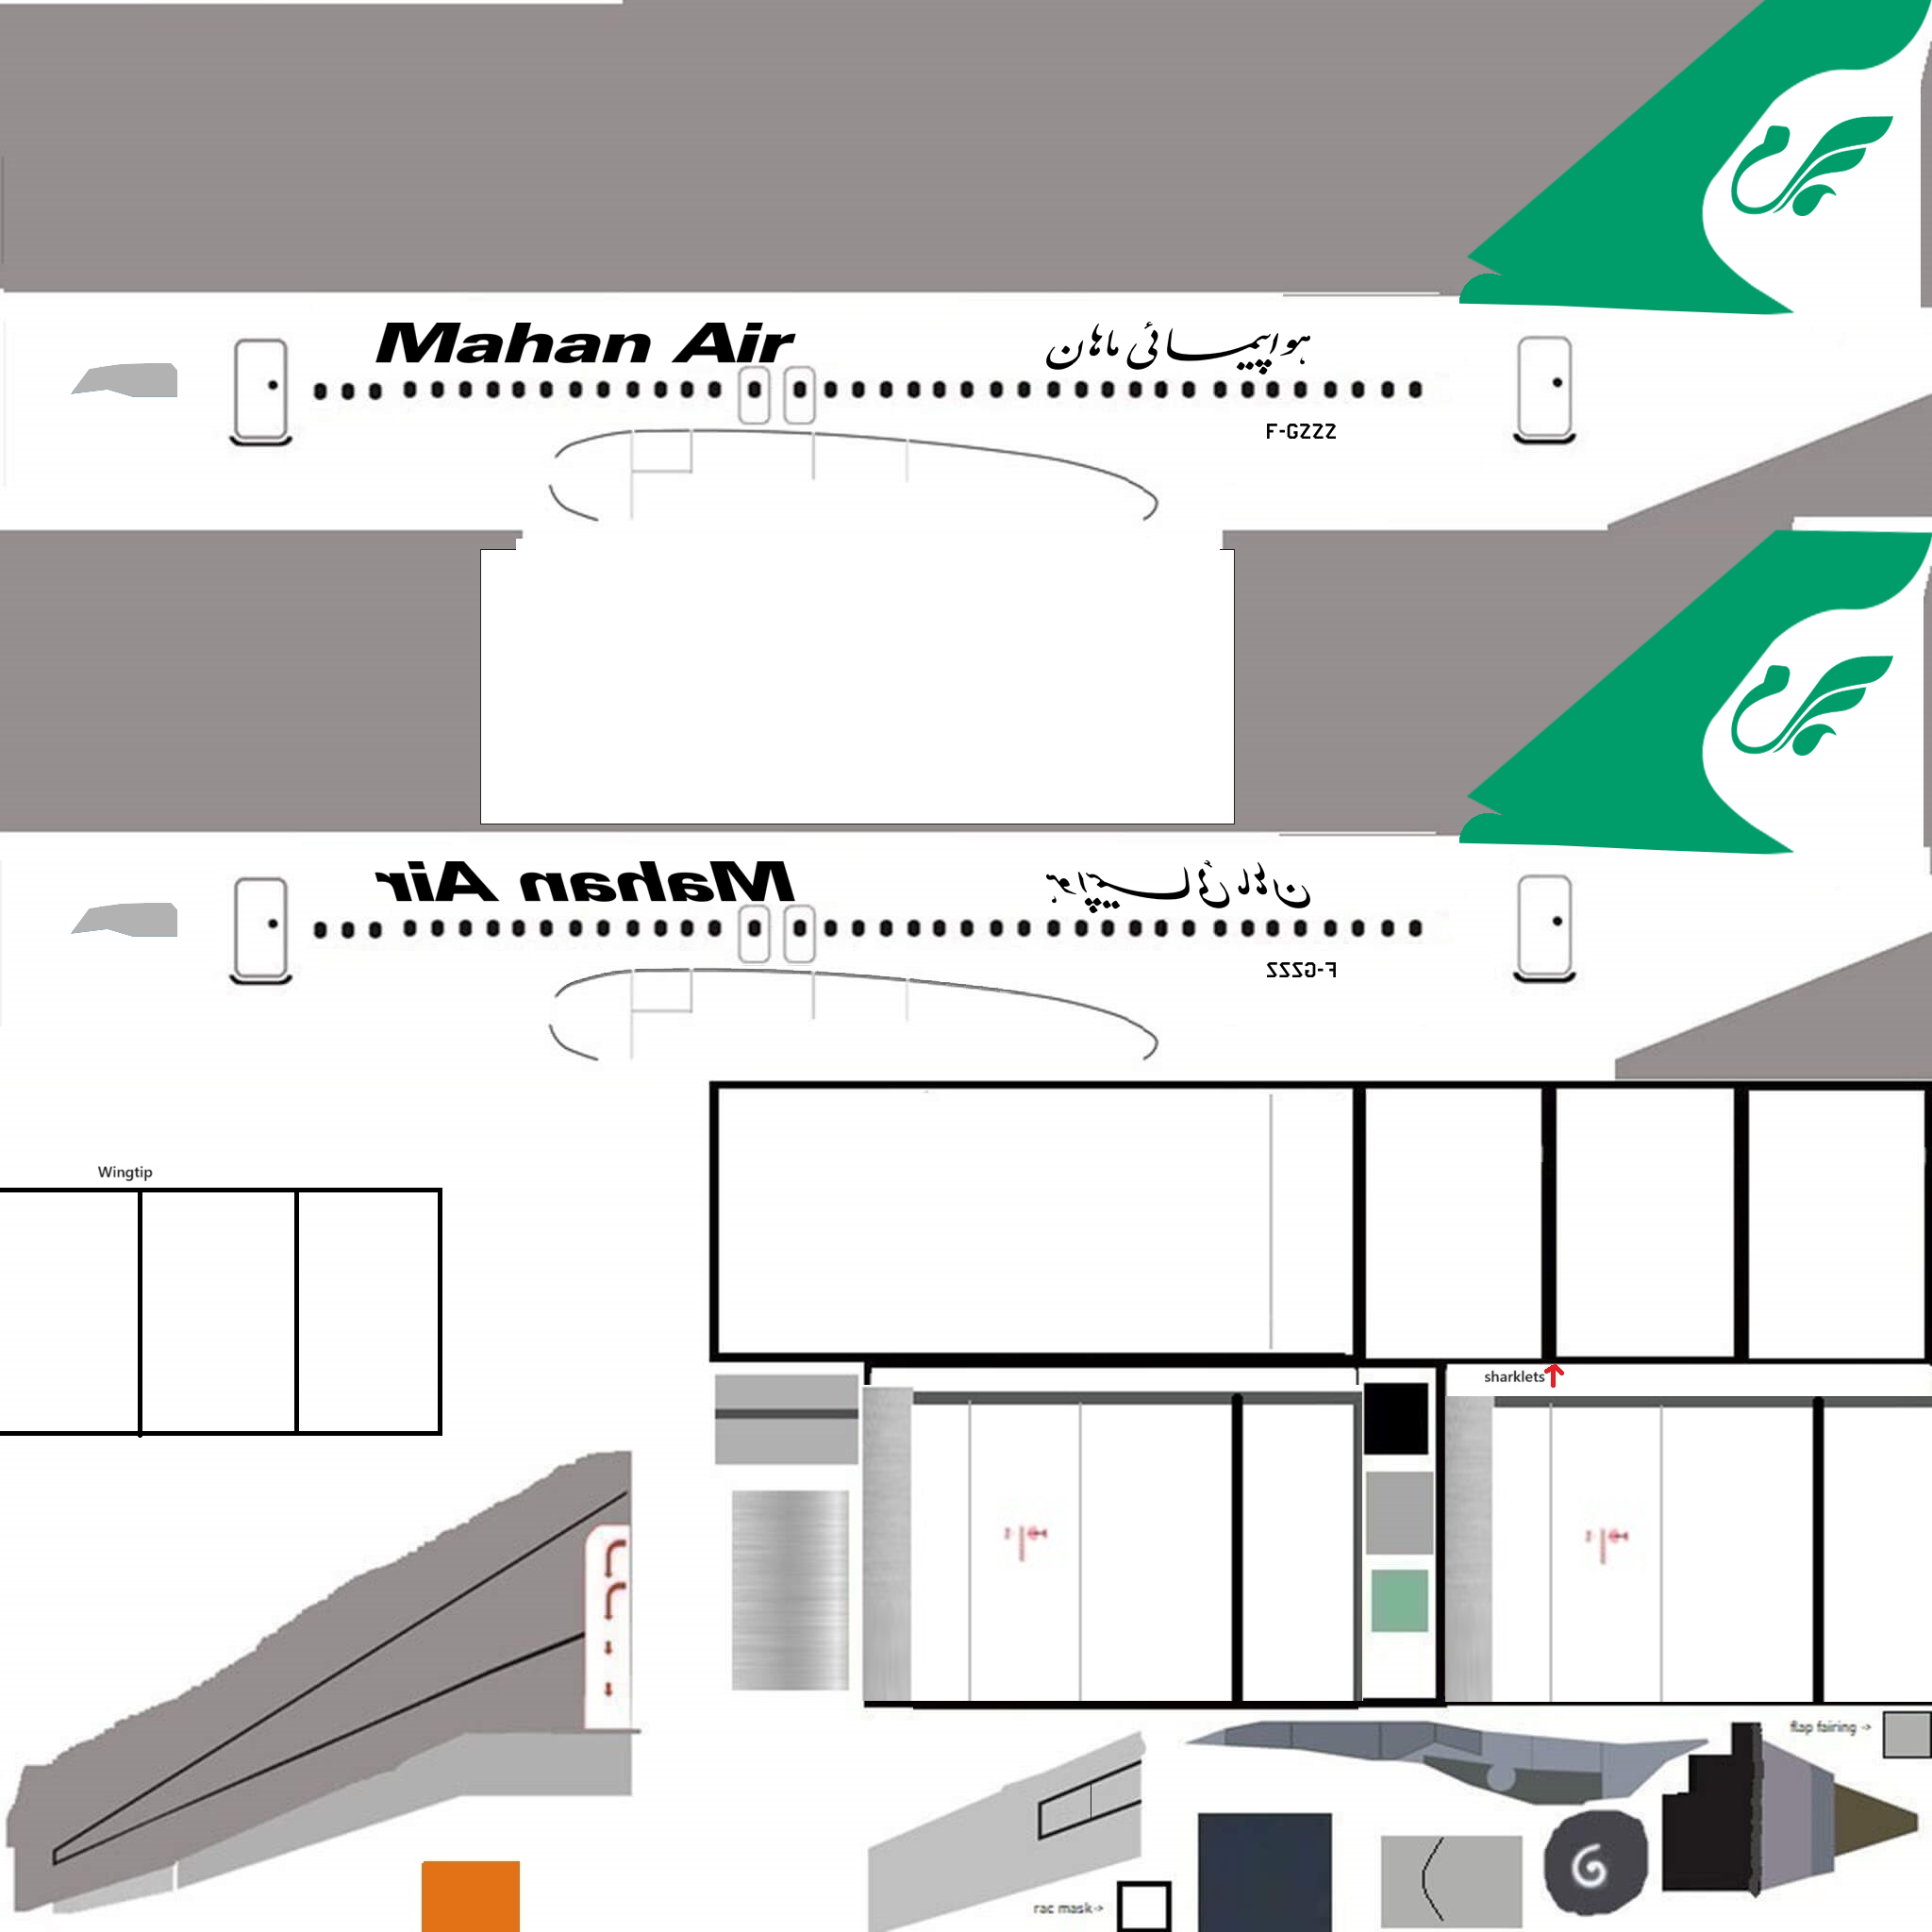 Mahan Air
هواپیمائی ماهان
F-GZZZ
Mahan Air
هواپیمائی ماهان
F-GZZZ
Wingtip
sharklets
flap fairing ->
rac mask->